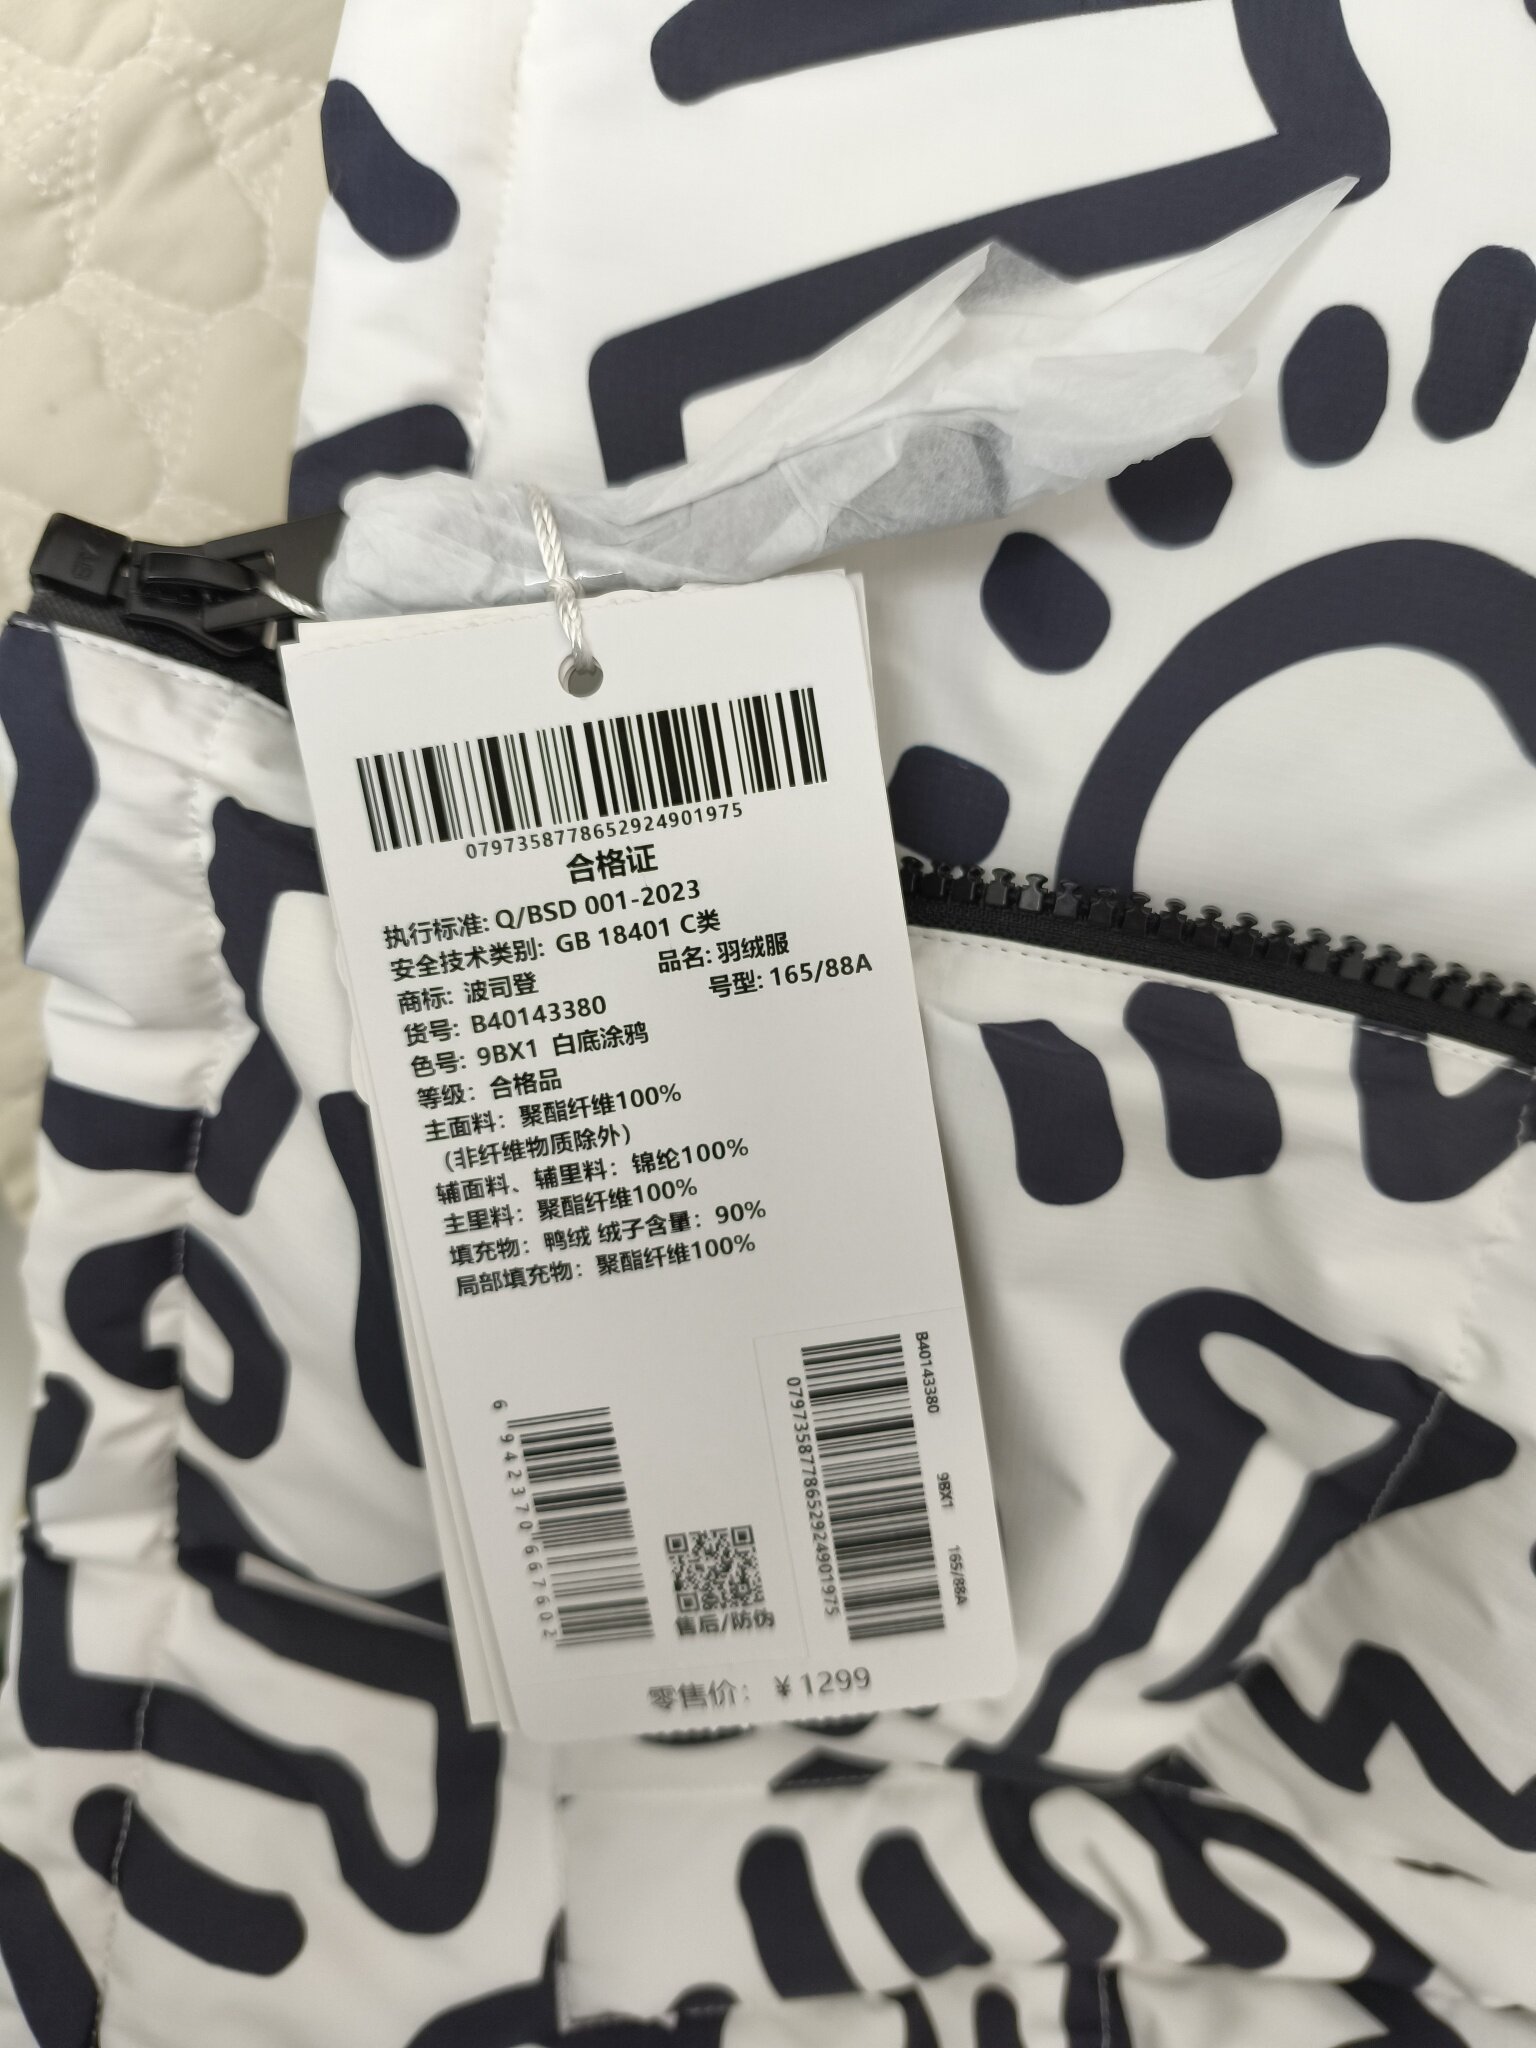 0797358778652924901975
合格证
执行标准: Q/BSD 001-2023
安全技术类别: GB 18401 C类
商标: 波司登 品名: 羽绒服
货号: B40143380 号型: 165/88A
色号: 9BX1 白底涂鸦
等级: 合格品
主面料: 聚酯纤维100%
(非纤维物质除外)
辅面料、辅里料: 锦纶100%
主里料: 聚酯纤维100%
填充物: 鸭绒 绒子含量: 90%
局部填充物: 聚酯纤维100%
6942370667602
售后/防伪
0797358778652924901975
B40143380 9BX1 165/88A
零售价: ¥1299